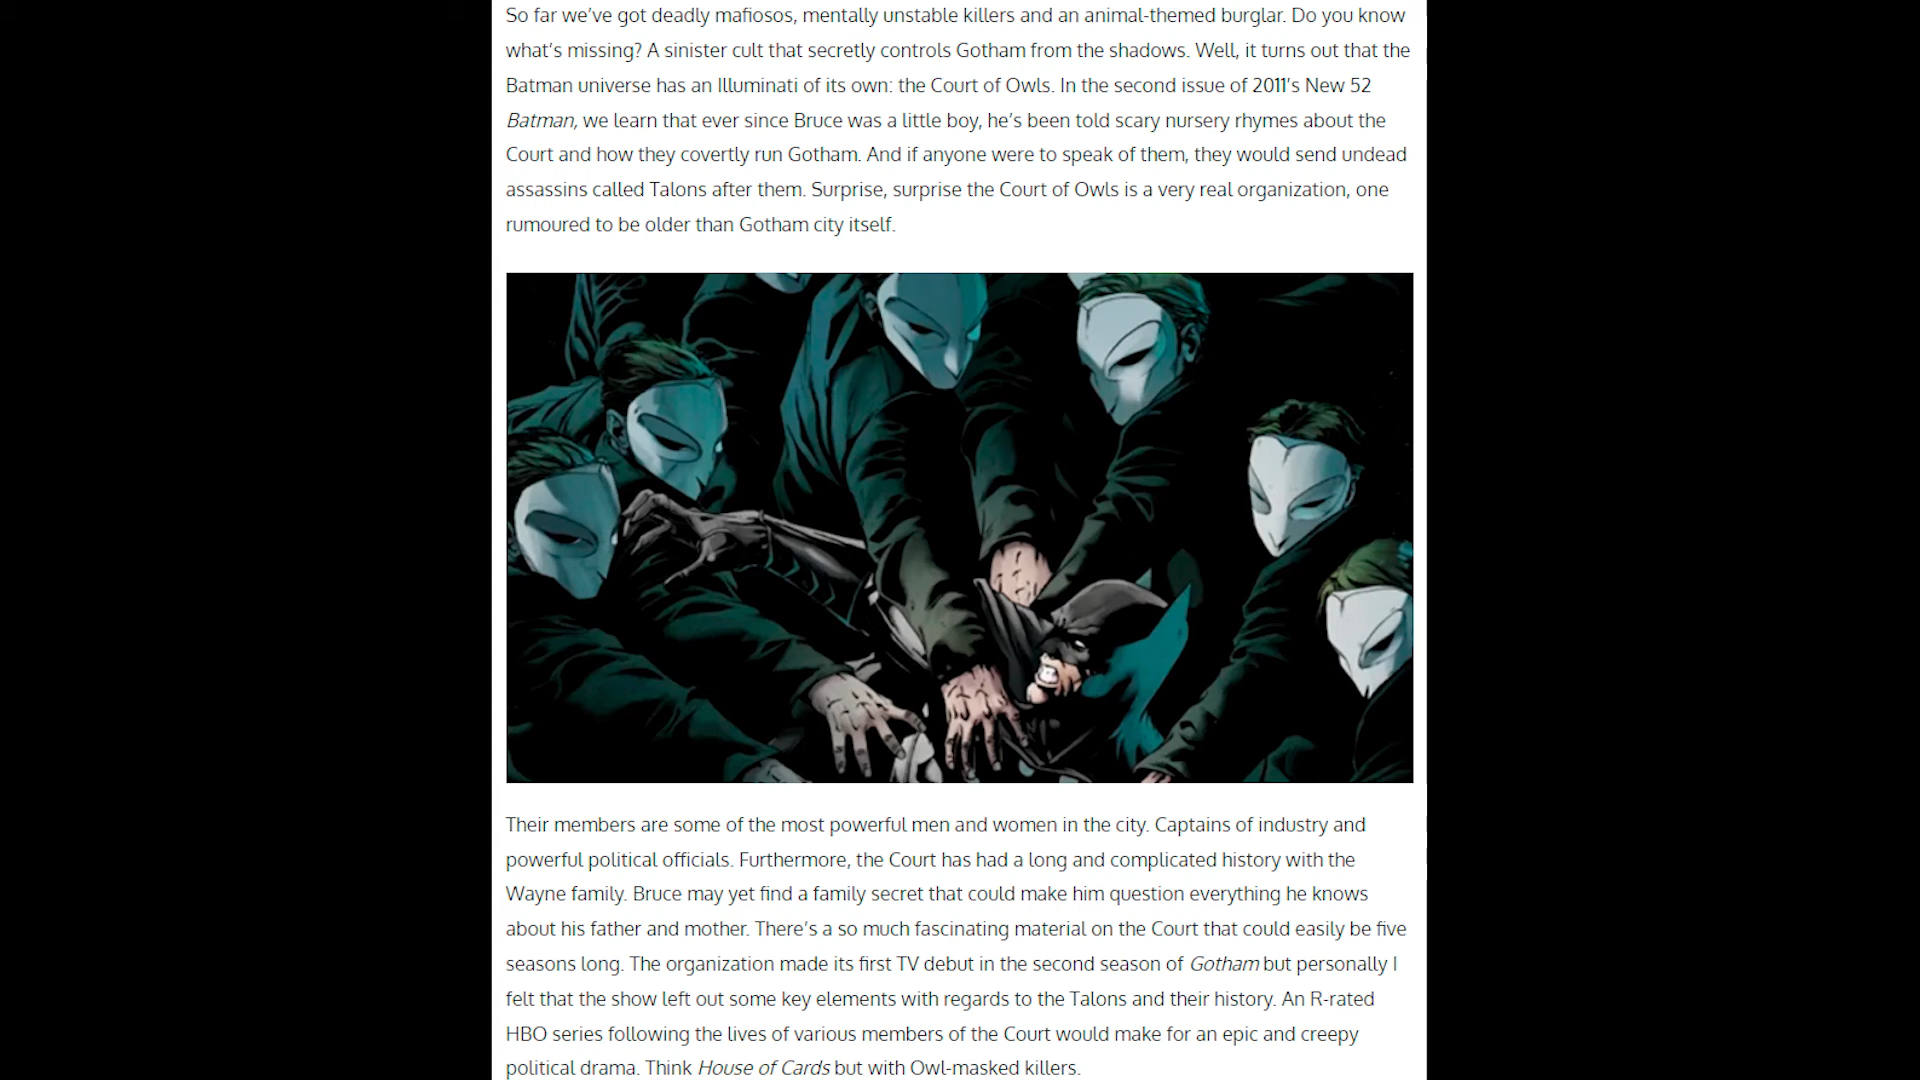 So far we’ve got deadly mafiosos, mentally unstable killers and an animal-themed burglar. Do you know
what’s missing? A sinister cult that secretly controls Gotham from the shadows. Well, it turns out that the
Batman universe has an Illuminati of its own: the Court of Owls. In the second issue of 2011’s New 52
Batman, we learn that ever since Bruce was a little boy, he’s been told scary nursery rhymes about the
Court and how they covertly run Gotham. And if anyone were to speak of them, they would send undead
assassins called Talons after them. Surprise, surprise the Court of Owls is a very real organization, one
rumoured to be older than Gotham city itself.
Their members are some of the most powerful men and women in the city. Captains of industry and
powerful political officials. Furthermore, the Court has had a long and complicated history with the
Wayne family. Bruce may yet find a family secret that could make him question everything he knows
about his father and mother. There’s a so much fascinating material on the Court that could easily be five
seasons long. The organization made its first TV debut in the second season of Gotham but personally I
felt that the show left out some key elements with regards to the Talons and their history. An R-rated
HBO series following the lives of various members of the Court would make for an epic and creepy
political drama. Think House of Cards but with Owl-masked killers.